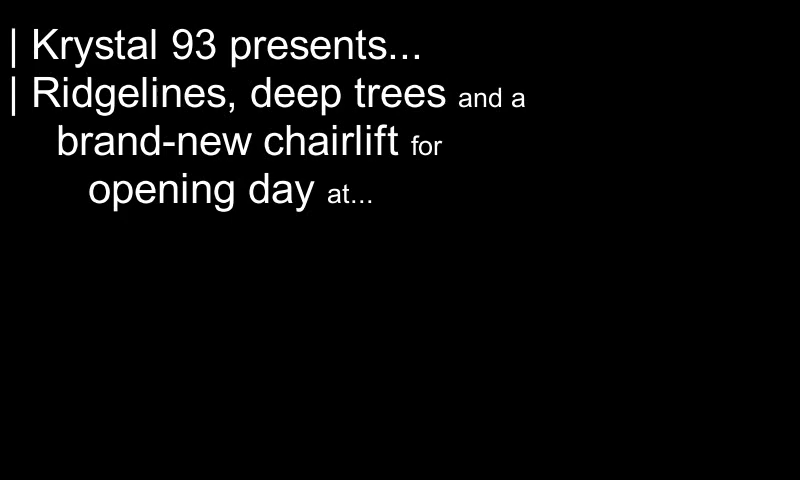 | Krystal 93 presents...
| Ridgelines, deep trees and a
brand-new chairlift for
opening day at...